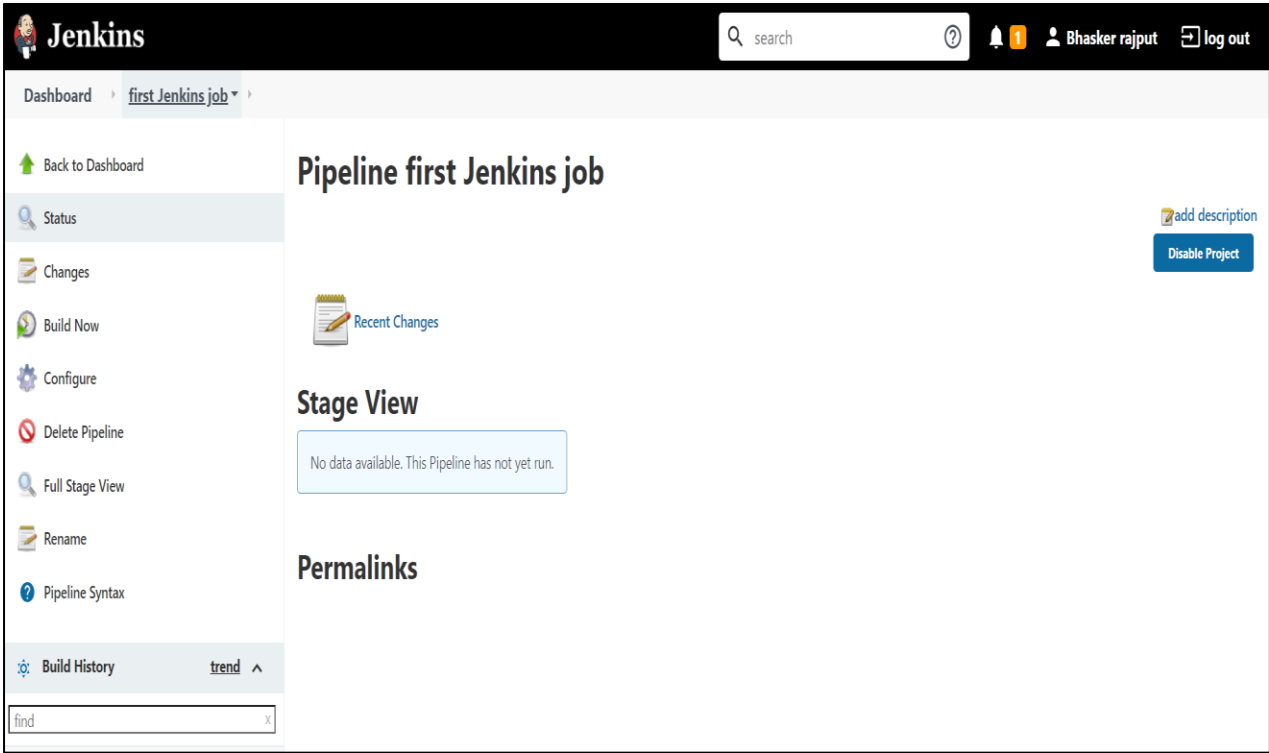 Jenkins
search
1
Bhasker rajput
log out
Dashboard
first Jenkins job
Back to Dashboard
Status
Changes
Build Now
Configure
Delete Pipeline
Full Stage View
Rename
Pipeline Syntax
Build History trend
find X
Pipeline first Jenkins job
add description
Disable Project
Recent Changes
Stage View
No data available. This Pipeline has not yet run.
Permalinks